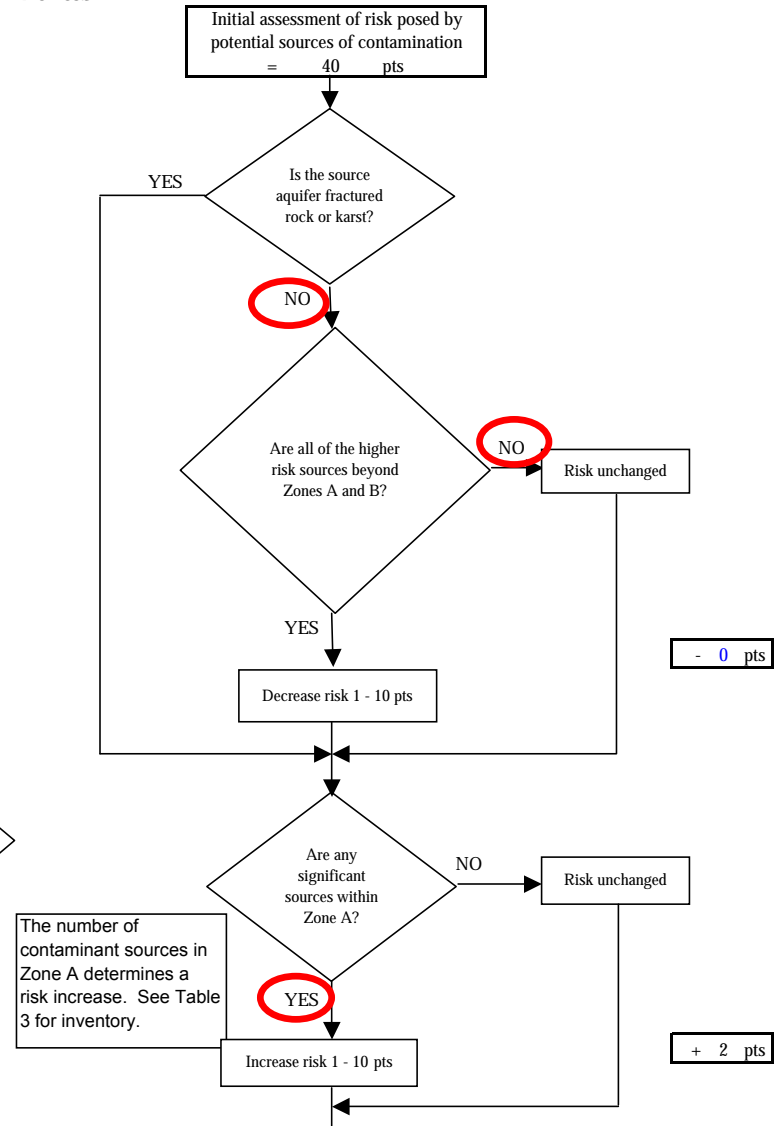 Initial assessment of risk posed by
potential sources of contamination
= 40 pts
Is the source
aquifer fractured
rock or karst?
YES
NO
Are all of the higher
risk sources beyond
Zones A and B?
NO
Risk unchanged
YES
- 0 pts
Decrease risk 1 - 10 pts
Are any
significant
sources within
Zone A?
NO
Risk unchanged
The number of
contaminant sources in
Zone A determines a
risk increase. See Table
3 for inventory.
YES
Increase risk 1 - 10 pts
+ 2 pts